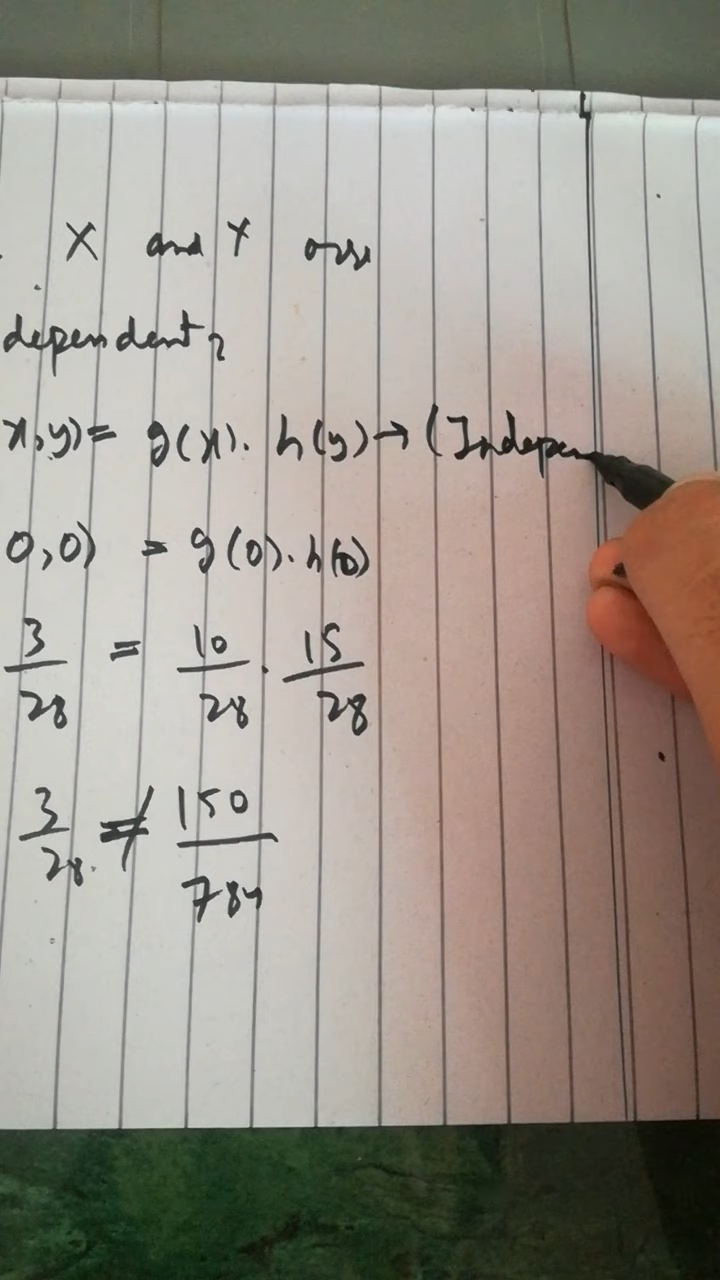 X and Y are
dependent?
x,y) = g(x). h(y) → (Indepen
0,0) = g(0).h(0)
3/28 = 10/28 . 15/28
3/28 ≠ 150/784